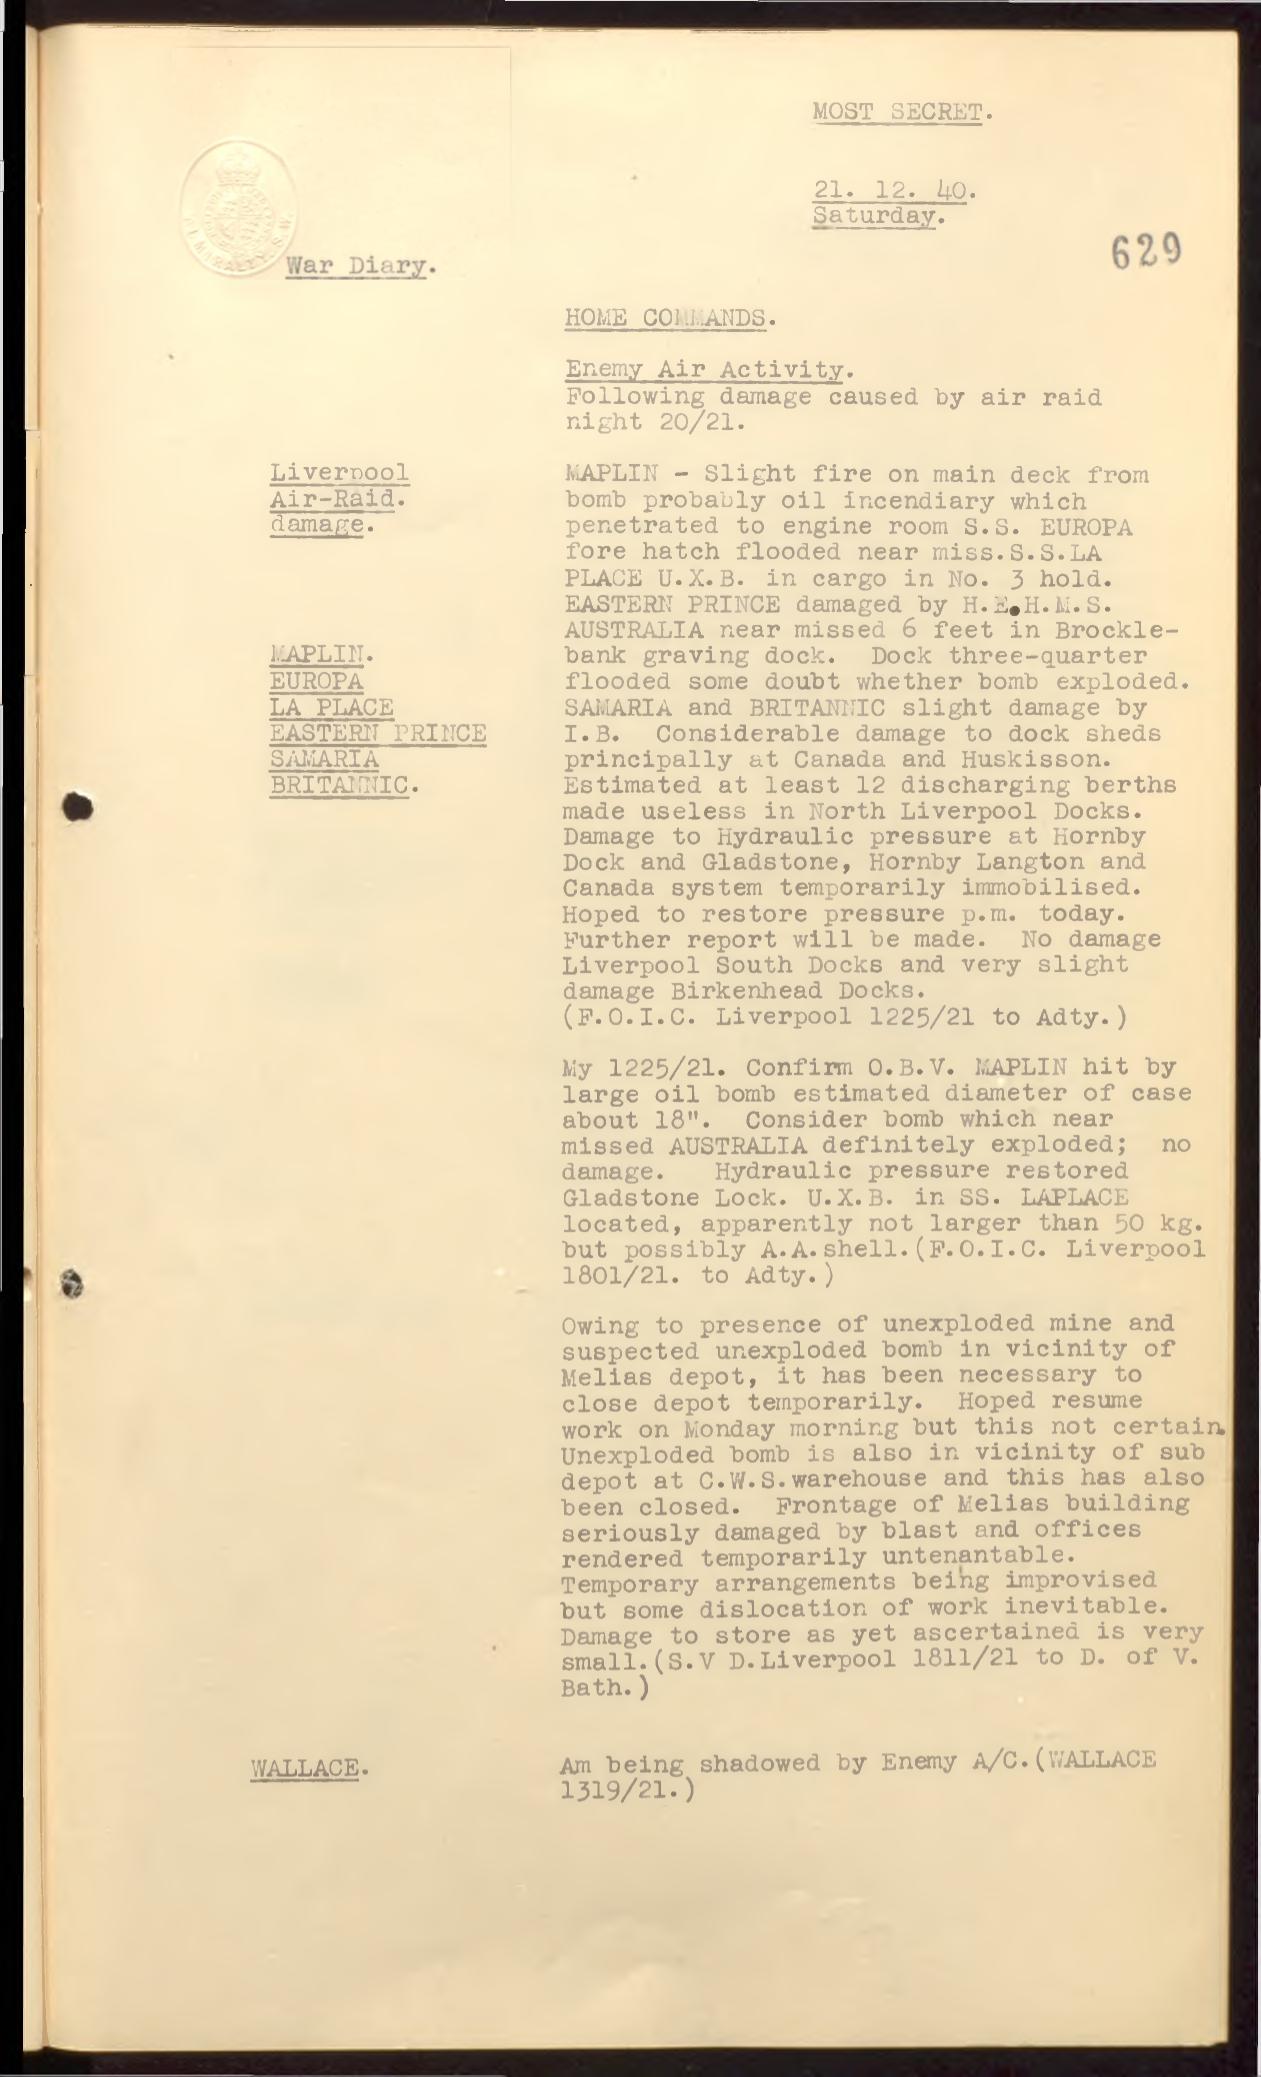 MOST SECRET.
21. 12. 40.
Saturday.
629
ADMIRALTY. S.W.
War Diary.
HOME COMMANDS.
Enemy Air Activity.
Following damage caused by air raid
night 20/21.
Liverpool
Air-Raid.
damage.
MAPLIN.
EUROPA
LA PLACE
EASTERN PRINCE
SAMARIA
BRITANNIC.
MAPLIN - Slight fire on main deck from
bomb probably oil incendiary which
penetrated to engine room S.S. EUROPA
fore hatch flooded near miss.S.S.LA
PLACE U.X.B. in cargo in No. 3 hold.
EASTERN PRINCE damaged by H.E.H.M.S.
AUSTRALIA near missed 6 feet in Brockle-
bank graving dock. Dock three-quarter
flooded some doubt whether bomb exploded.
SAMARIA and BRITANNIC slight damage by
I.B. Considerable damage to dock sheds
principally at Canada and Huskisson.
Estimated at least 12 discharging berths
made useless in North Liverpool Docks.
Damage to Hydraulic pressure at Hornby
Dock and Gladstone, Hornby Langton and
Canada system temporarily immobilised.
Hoped to restore pressure p.m. today.
Further report will be made. No damage
Liverpool South Docks and very slight
damage Birkenhead Docks.
(F.O.I.C. Liverpool 1225/21 to Adty.)
My 1225/21. Confirm O.B.V. MAPLIN hit by
large oil bomb estimated diameter of case
about 18". Consider bomb which near
missed AUSTRALIA definitely exploded; no
damage. Hydraulic pressure restored
Gladstone Lock. U.X.B. in SS. LAPLACE
located, apparently not larger than 50 kg.
but possibly A.A.shell.(F.O.I.C. Liverpool
1801/21. to Adty.)
Owing to presence of unexploded mine and
suspected unexploded bomb in vicinity of
Melias depot, it has been necessary to
close depot temporarily. Hoped resume
work on Monday morning but this not certain.
Unexploded bomb is also in vicinity of sub
depot at C.W.S.warehouse and this has also
been closed. Frontage of Melias building
seriously damaged by blast and offices
rendered temporarily untenantable.
Temporary arrangements being improvised
but some dislocation of work inevitable.
Damage to store as yet ascertained is very
small.(S.V D.Liverpool 1811/21 to D. of V.
Bath.)
WALLACE.
Am being shadowed by Enemy A/C.(WALLACE
1319/21.)